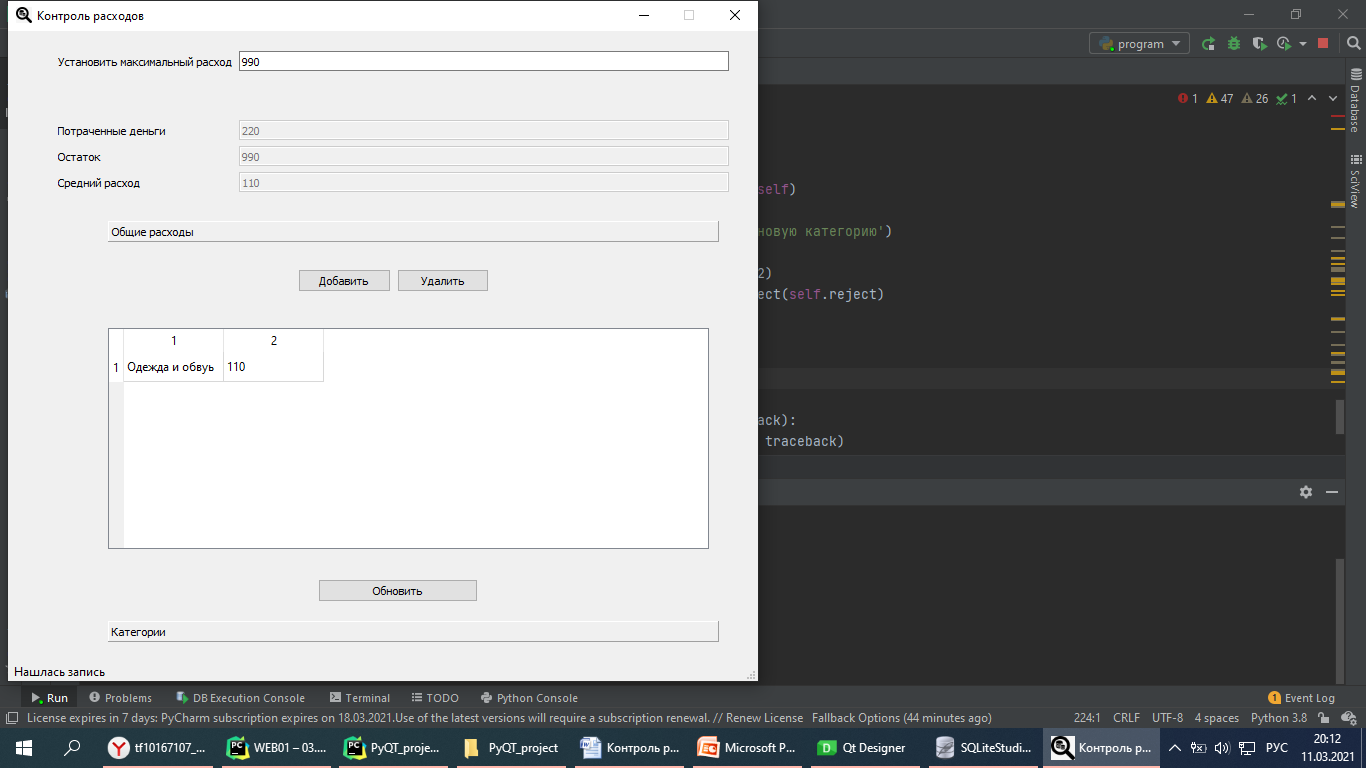 Контроль расходов
Установить максимальный расход 990
Потраченные деньги 220
Остаток 990
Средний расход 110
Общие расходы
Добавить Удалить
1 2
1 Одежда и обвуь 110
Обновить
Категории
Нашлась запись
program
1 47 26 1
self)
новую категорию')
2)
ect(self.reject)
ack):
traceback)
Database
SciView
Run Problems DB Execution Console Terminal TODO Python Console 1 Event Log
License expires in 7 days: PyCharm subscription expires on 18.03.2021.Use of the latest versions will require a subscription renewal. // Renew License Fallback Options (44 minutes ago) 224:1 CRLF UTF-8 4 spaces Python 3.8
tf10167107_... WEB01 – 03.... PyQT_proje... PyQT_project Контроль р... Microsoft P... Qt Designer SQLiteStudi... Контроль р... РУС 20:12
11.03.2021